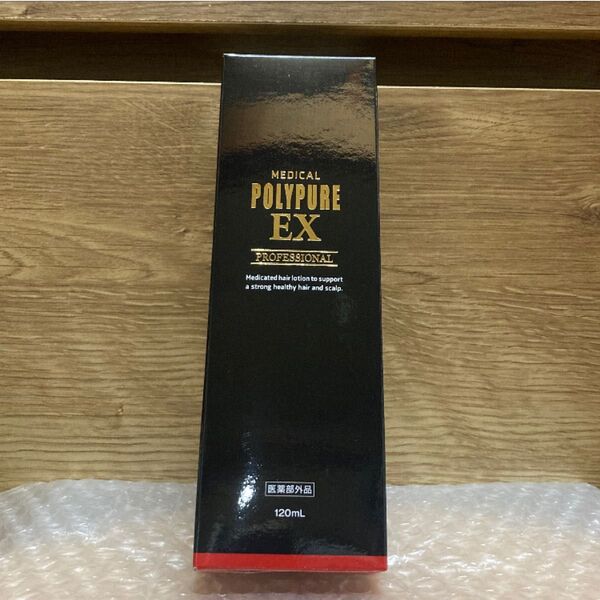 MEDICAL
POLYPURE
EX
PROFESSIONAL
Medicated hair lotion to support
a strong healthy hair and scalp.
医薬部外品
120mL